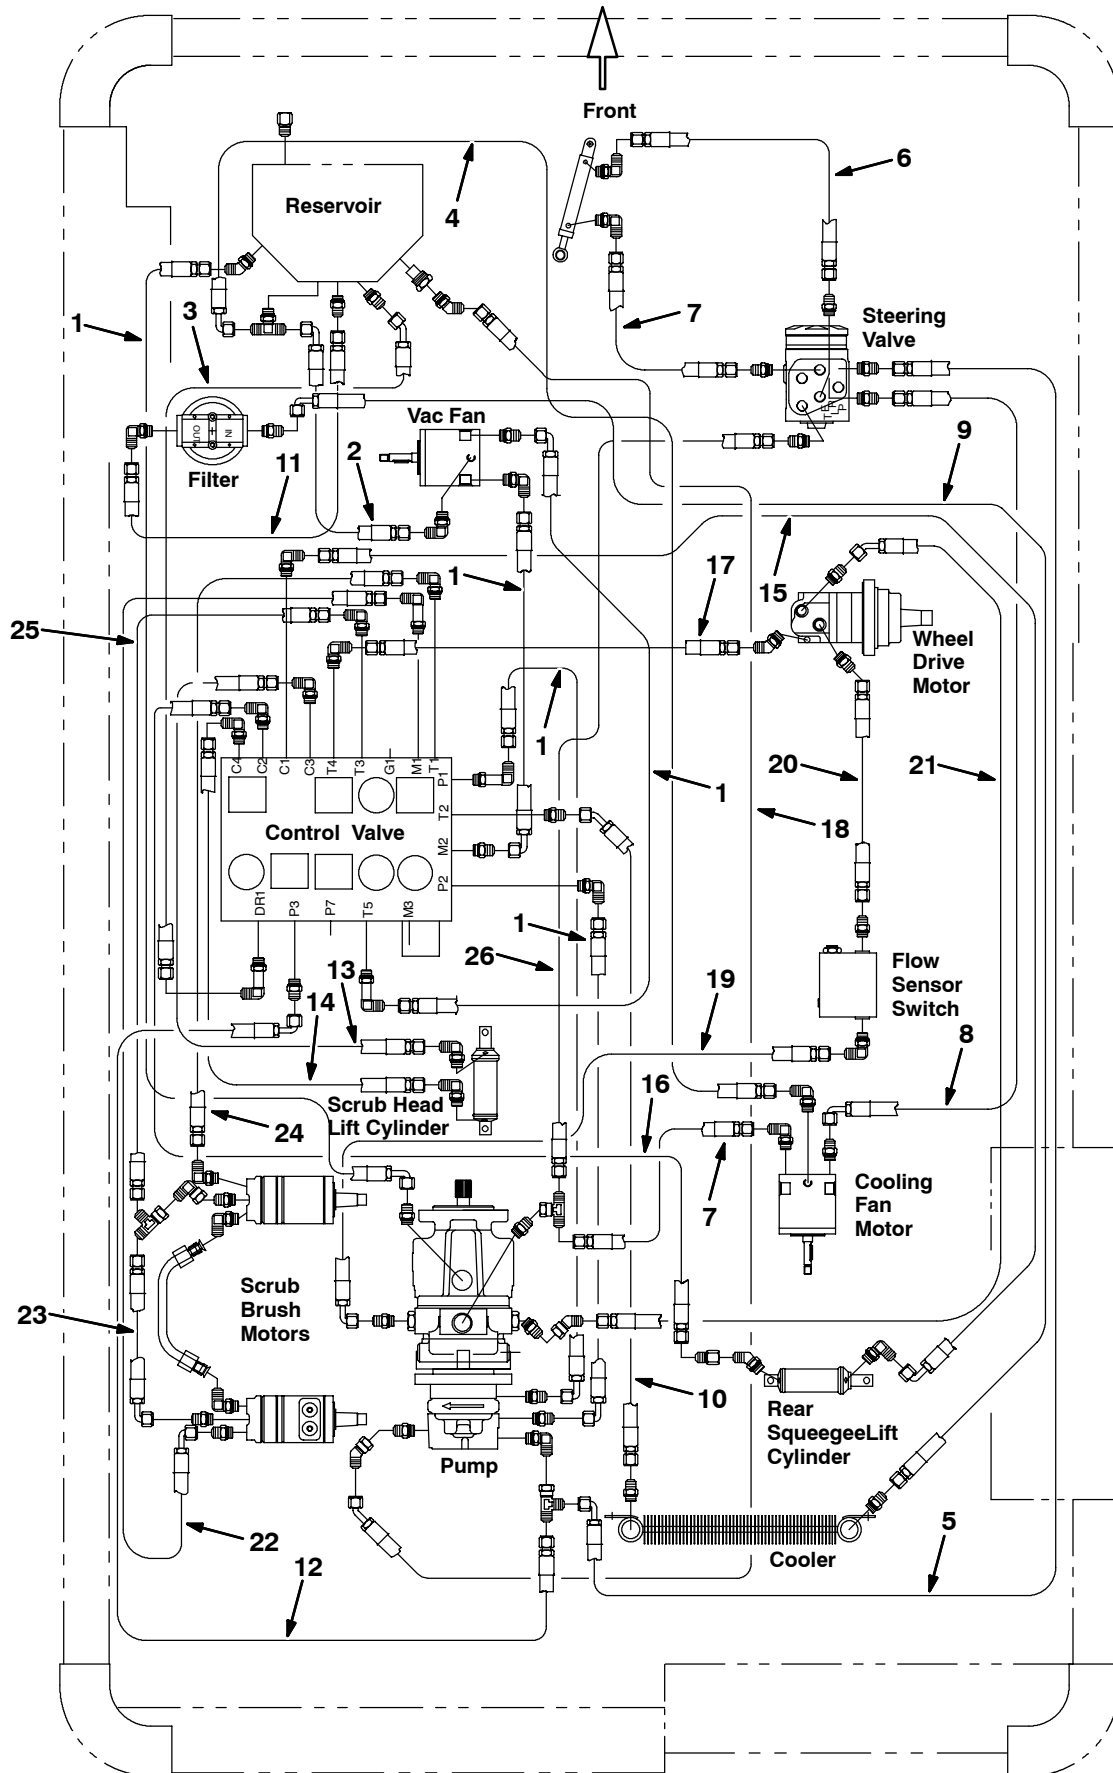 Front
4
6
Reservoir
1
3
7
Steering
Valve
Vac Fan
2
9
OUT
IN
Filter
11
T
E
P
P
15
17
1
25
Wheel
Drive
Motor
1
20
21
1
18
C4
C2
C1
C3
T4
T3
G1
M1
T1
P1
T2
M2
P2
Control Valve
DR1
P3
P7
T5
M3
1
26
13
14
Flow
Sensor
Switch
19
8
16
Scrub Head
Lift Cylinder
24
7
Cooling
Fan
Motor
Scrub
Brush
Motors
23
10
Rear
SqueegeeLift
Cylinder
Pump
22
12
Cooler
5